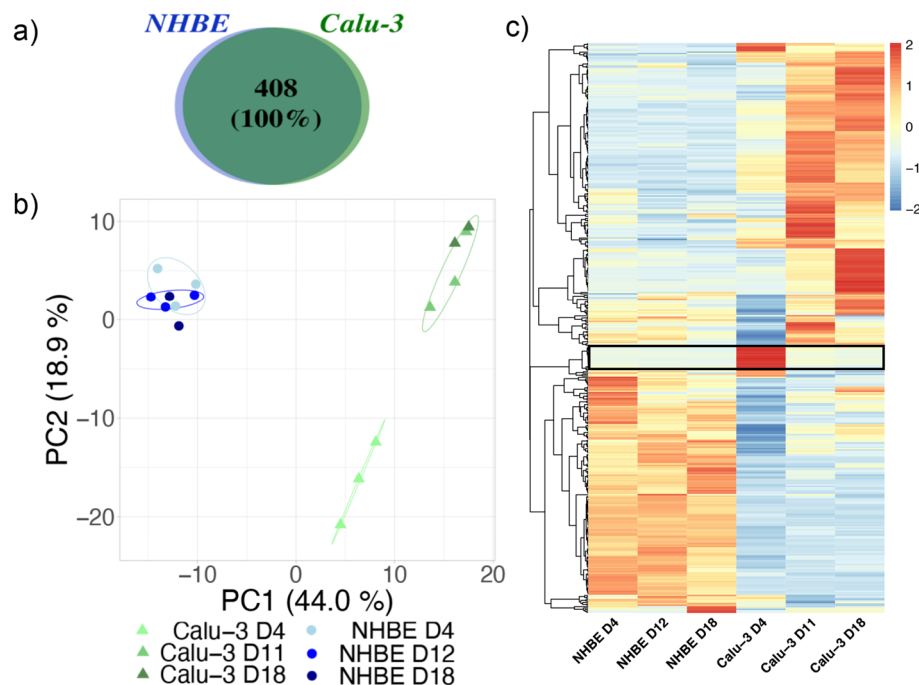 a)
NHBE
Calu-3
408
(100%)
b)
10
0
−10
−20
PC2 (18.9 %)
−10
0
10
20
PC1 (44.0 %)
Calu−3 D4
NHBE D4
Calu−3 D11
NHBE D12
Calu−3 D18
NHBE D18
c)
2
1
0
−1
−2
NHBE D4
NHBE D12
NHBE D18
Calu−3 D4
Calu−3 D11
Calu−3 D18